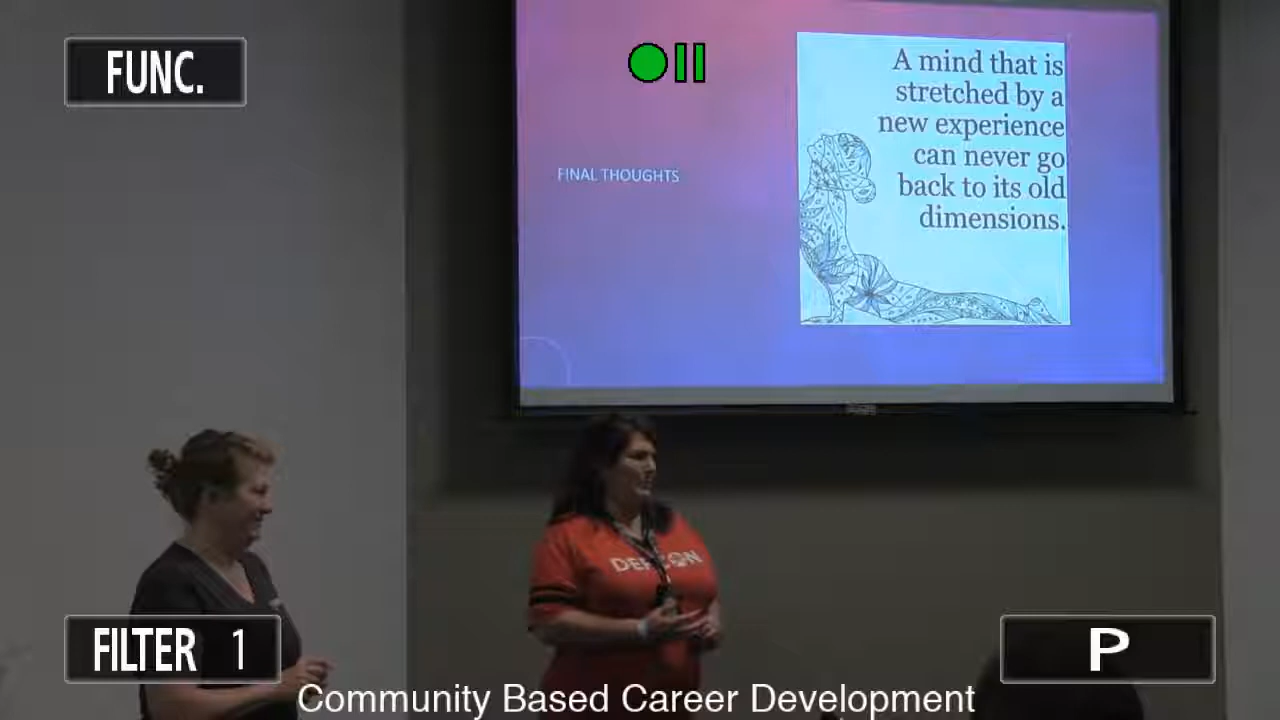 FUNC.
A mind that is
stretched by a
new experience
can never go
back to its old
dimensions.
FINAL THOUGHTS
FILTER 1
P
Community Based Career Development